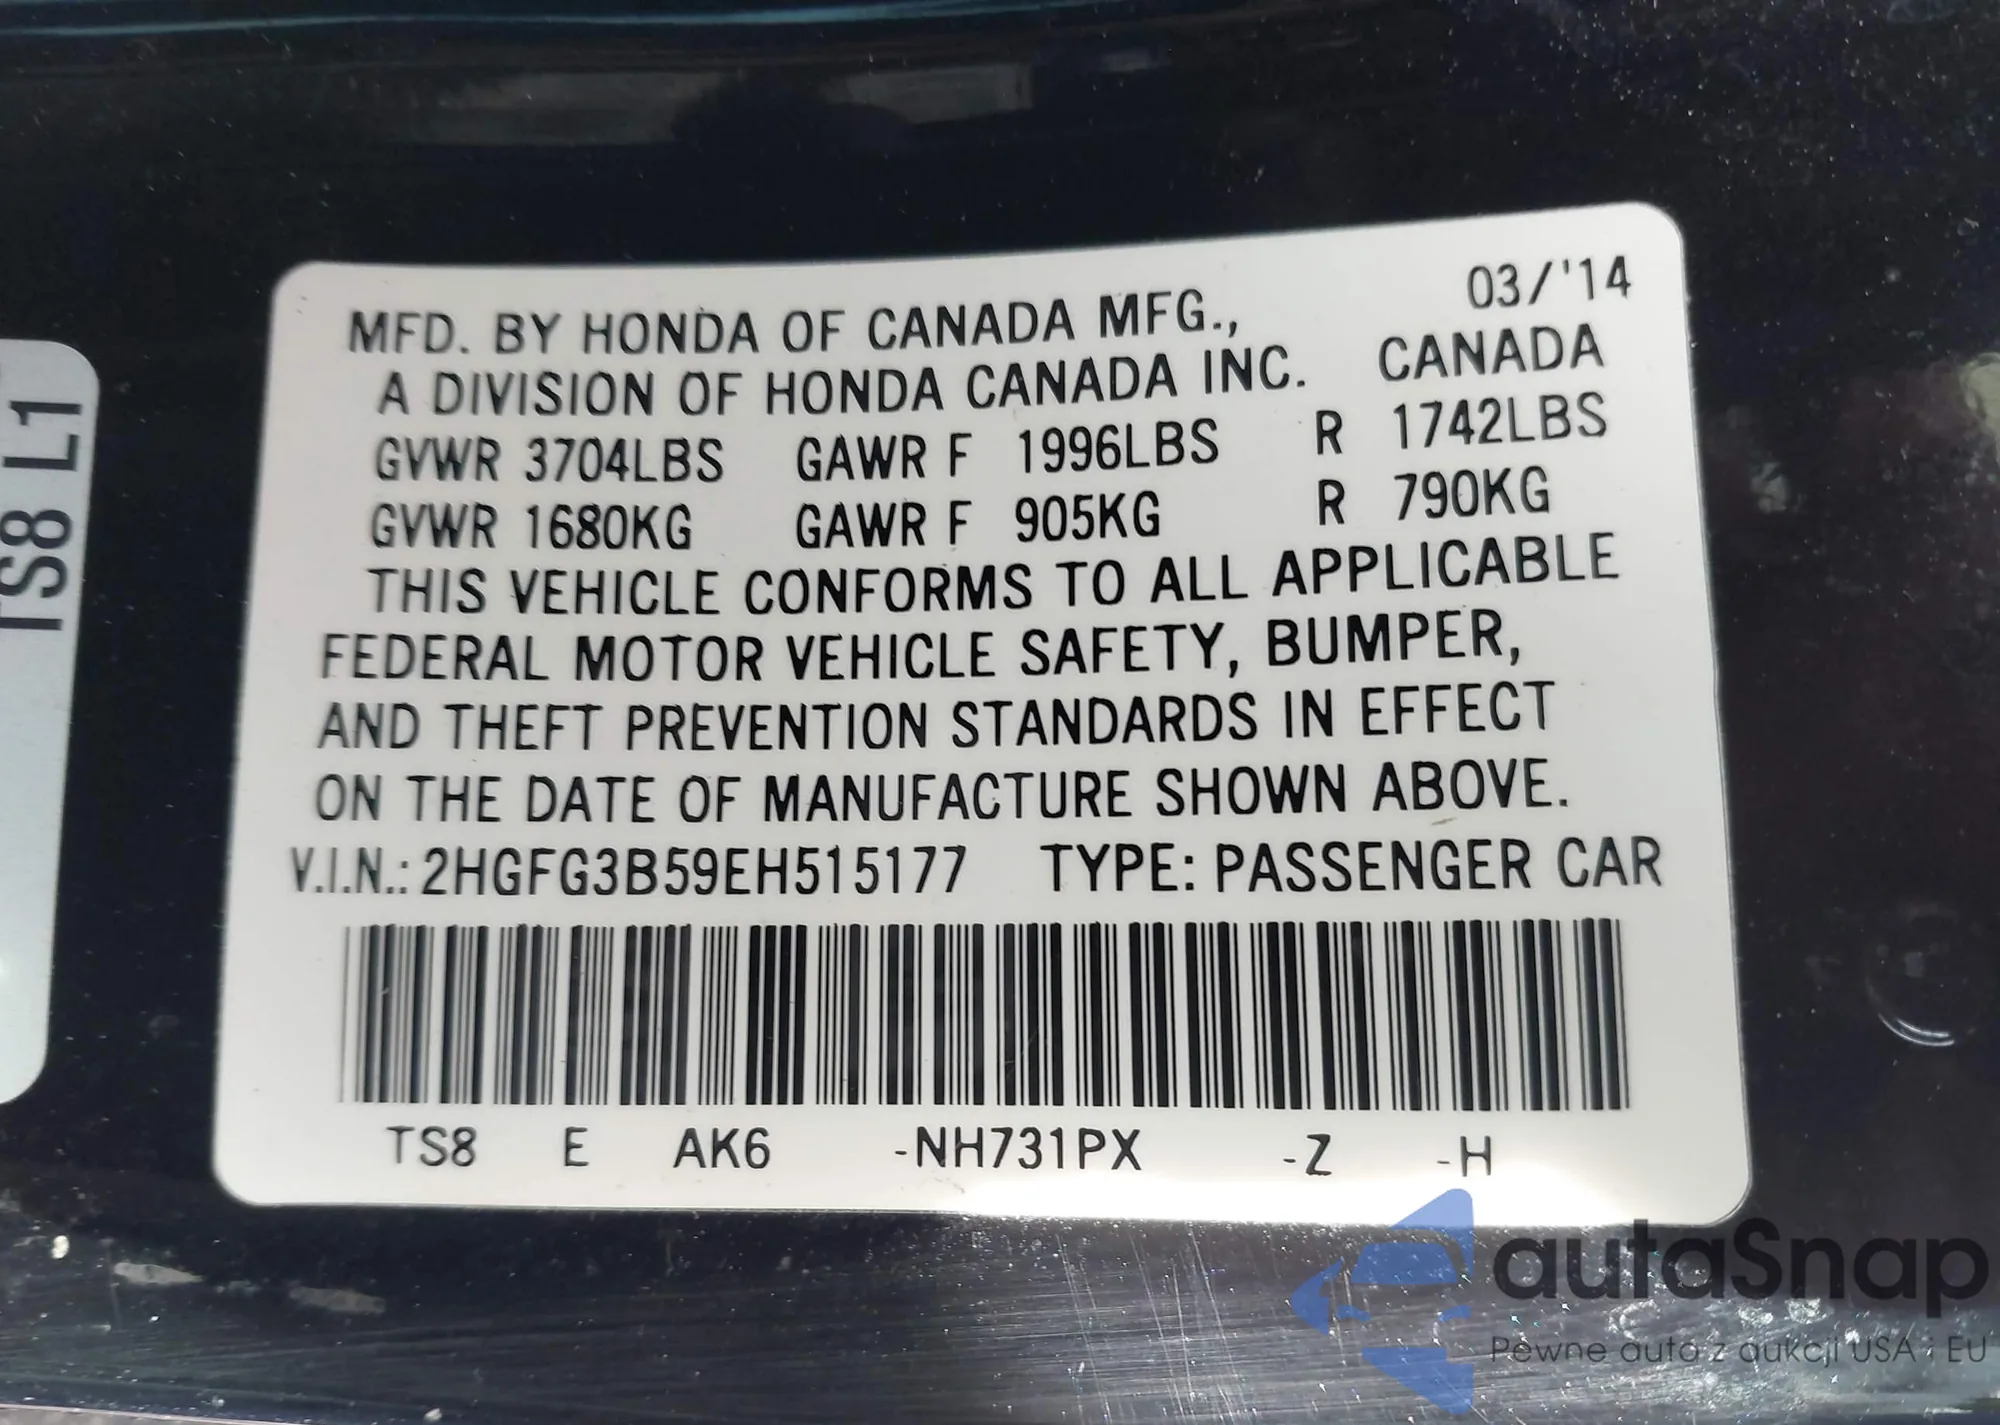 TS8 L1
03/'14
MFD. BY HONDA OF CANADA MFG.,
A DIVISION OF HONDA CANADA INC. CANADA
GVWR 3704LBS GAWR F 1996LBS R 1742LBS
GVWR 1680KG GAWR F 905KG R 790KG
THIS VEHICLE CONFORMS TO ALL APPLICABLE
FEDERAL MOTOR VEHICLE SAFETY, BUMPER,
AND THEFT PREVENTION STANDARDS IN EFFECT
ON THE DATE OF MANUFACTURE SHOWN ABOVE.
V.I.N.: 2HGFG3B59EH515177 TYPE: PASSENGER CAR
TS8 E AK6 -NH731PX -Z -H
autaSnap
Pewne auta z aukcji USA i EU